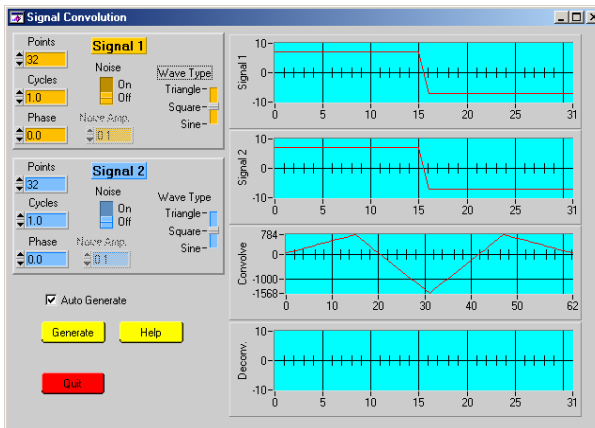 Signal Convolution
Points
Signal 1
32
Noise
Cycles
On
Off
1.0
Phase
Noise Amp.
0.0
0.1
Wave Type
Triangle
Square
Sine
Points
Signal 2
32
Noise
Cycles
On
Off
1.0
Phase
Noise Amp.
0.0
0.1
Wave Type
Triangle
Square
Sine
Auto Generate
Generate
Help
Quit
Signal 1
10
0
-10
0 5 10 15 20 25 31
Signal 2
10
0
-10
0 5 10 15 20 25 31
Convolve
784
0
-1000
-1568
0 10 20 30 40 50 62
Deconv.
10
0
-10
0 5 10 15 20 25 31